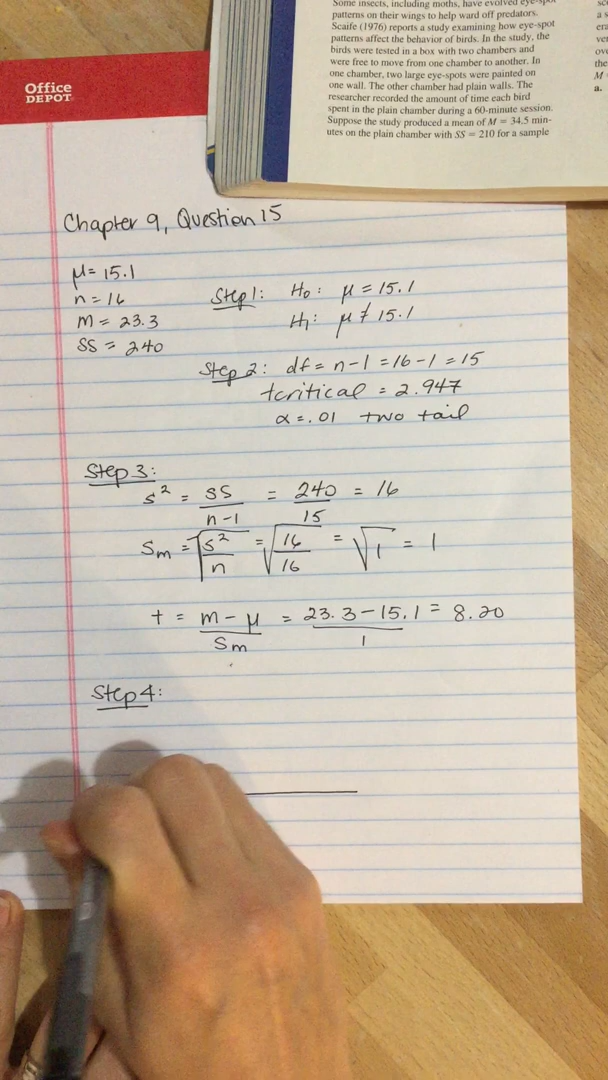 Some insects, including moths, have evolved eye-spot
patterns on their wings to help ward off predators.
Scaife (1976) reports a study examining how eye-spot
patterns affect the behavior of birds. In the study, the
birds were tested in a box with two chambers and
were free to move from one chamber to another. In
one chamber, two large eye-spots were painted on
one wall. The other chamber had plain walls. The
researcher recorded the amount of time each bird
spent in the plain chamber during a 60-minute session.
Suppose the study produced a mean of M = 34.5 min-
utes on the plain chamber with SS = 210 for a sample
the
a.
Office
DEPOT
Chapter 9, Question 15
μ = 15.1
n = 16
m = 23.3
SS = 240
Step 1: H₀: μ = 15.1
H₁: μ ≠ 15.1
Step 2: df = n-1 = 16-1 = 15
tcritical = 2.947
α = .01 two tail
Step 3:
s² = SS/n-1 = 240/15 = 16
Sm = √s²/n = √16/16 = √1 = 1
t = m-μ/Sm = 23.3-15.1/1 = 8.20
Step 4: